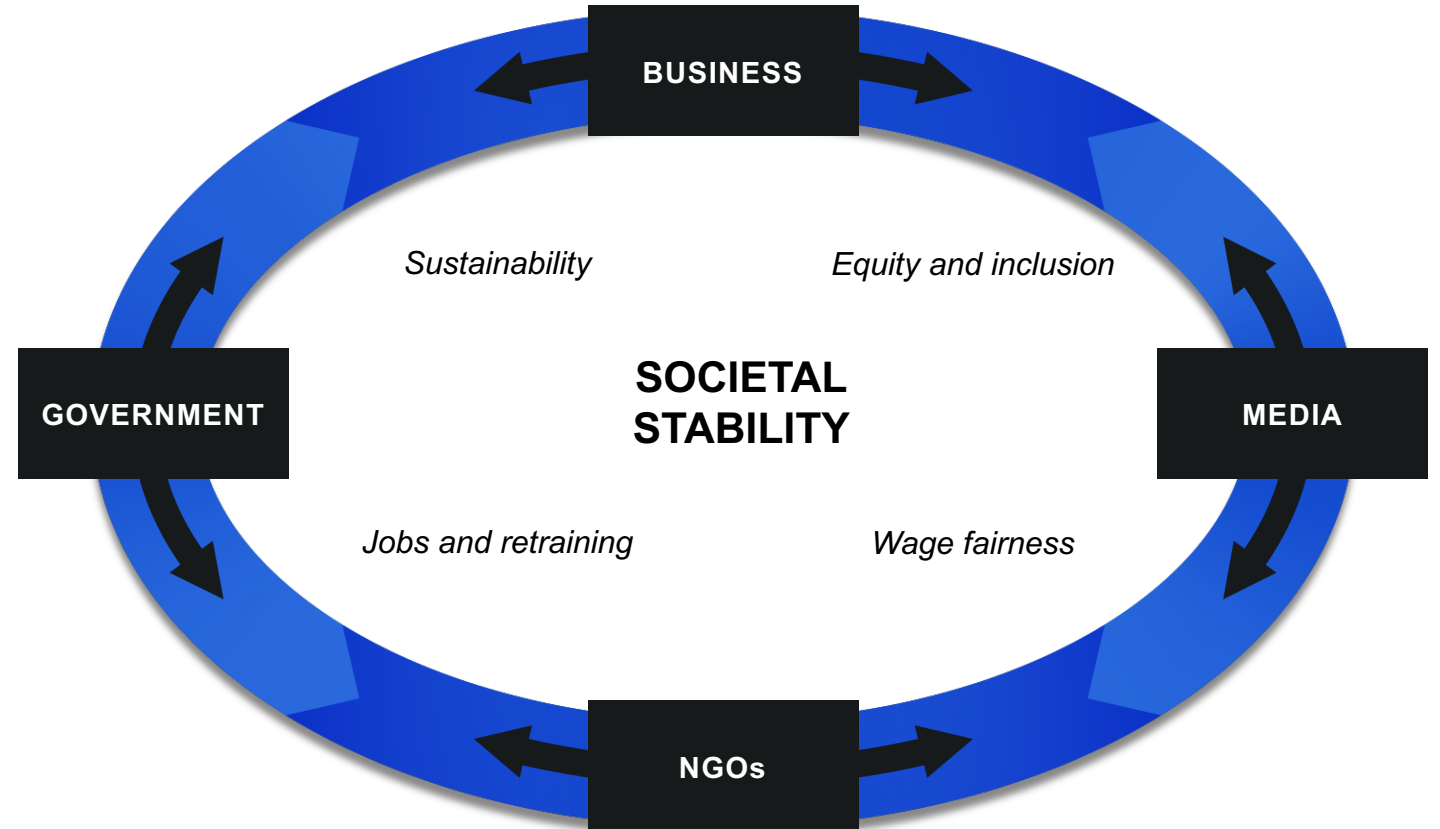 BUSINESS
Sustainability
Equity and inclusion
SOCIETAL
STABILITY
GOVERNMENT
MEDIA
Jobs and retraining
Wage fairness
NGOs